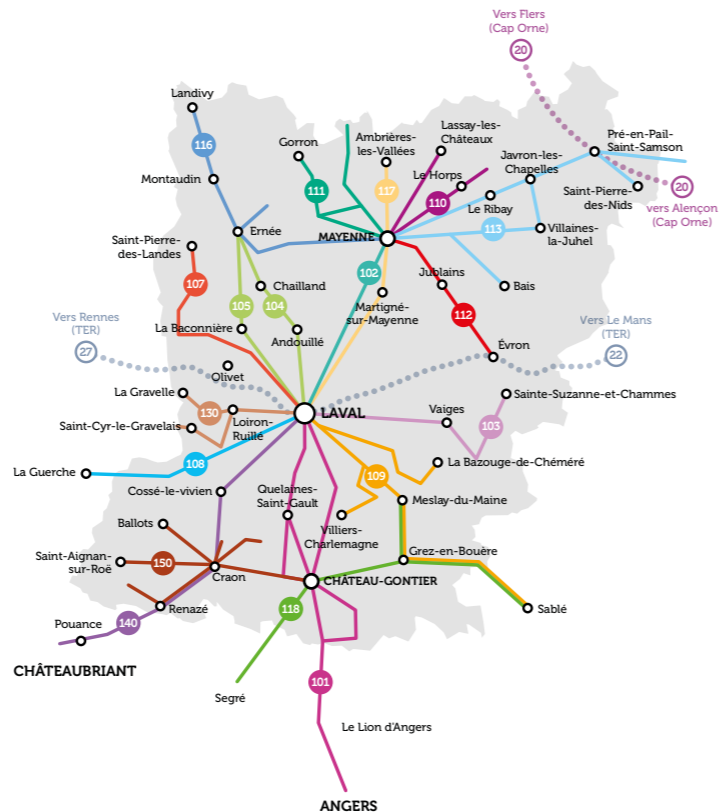 Vers Flers
(Cap Orne)
20
Landivy
116
Gorron
Ambrières-
les-Vallées
Lassay-les-
Châteaux
Pré-en-Pail-
Saint-Samson
Javron-les-
Chapelles
Montaudin
111
117
Le Horps
110
Saint-Pierre-
des-Nids
20
vers Alençon
(Cap Orne)
Le Ribay
Ernée
MAYENNE
113
Villaines-
la-Juhel
Saint-Pierre-
des-Landes
107
102
Jublains
Bais
Chailland
105
104
Martigné-
sur-Mayenne
112
Vers Rennes
(TER)
27
La Baconnière
Andouillé
Évron
Vers Le Mans
(TER)
22
Olivet
La Gravelle
130
Loiron-
Ruillé
LAVAL
Sainte-Suzanne-et-Chammes
Vaiges
103
Saint-Cyr-le-Gravelais
108
La Guerche
La Bazouge-de-Chéméré
109
Cossé-le-vivien
Quelaines-
Saint-Gault
Meslay-du-Maine
Ballots
Villiers-
Charlemagne
Saint-Aignan-
sur-Roë
150
Craon
Grez-en-Bouère
CHÂTEAU-GONTIER
Renazé
118
Sablé
Pouance
140
CHÂTEAUBRIANT
Segré
101
Le Lion d'Angers
ANGERS